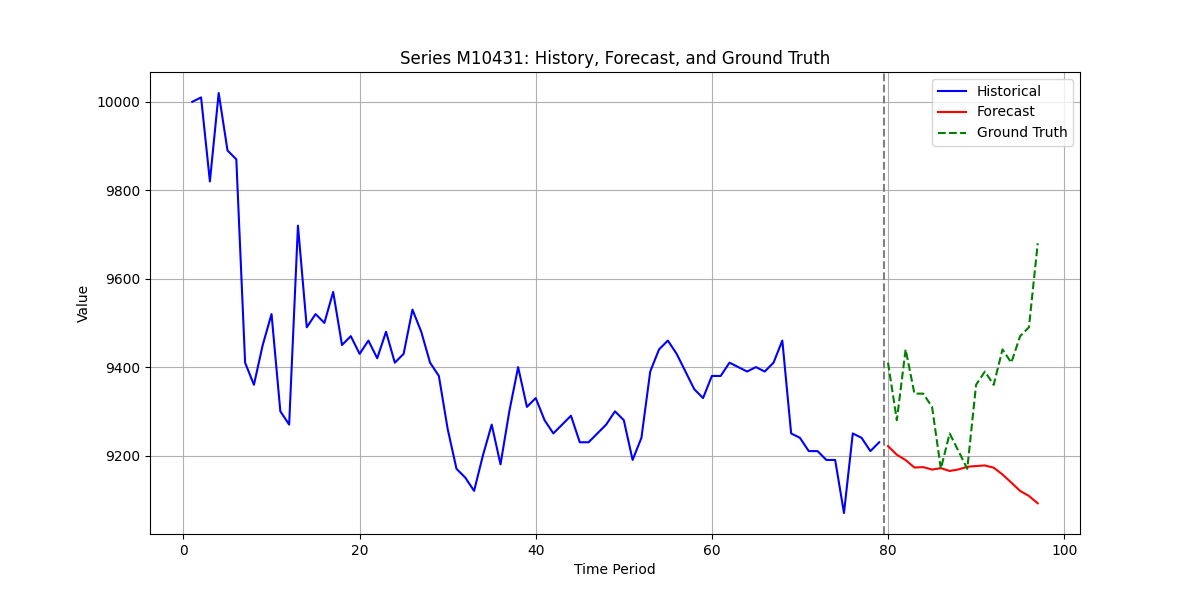 Series M10431: History, Forecast, and Ground Truth
Historical
Forecast
Ground Truth
10000
9800
9600
9400
9200
Value
0 20 40 60 80 100
Time Period